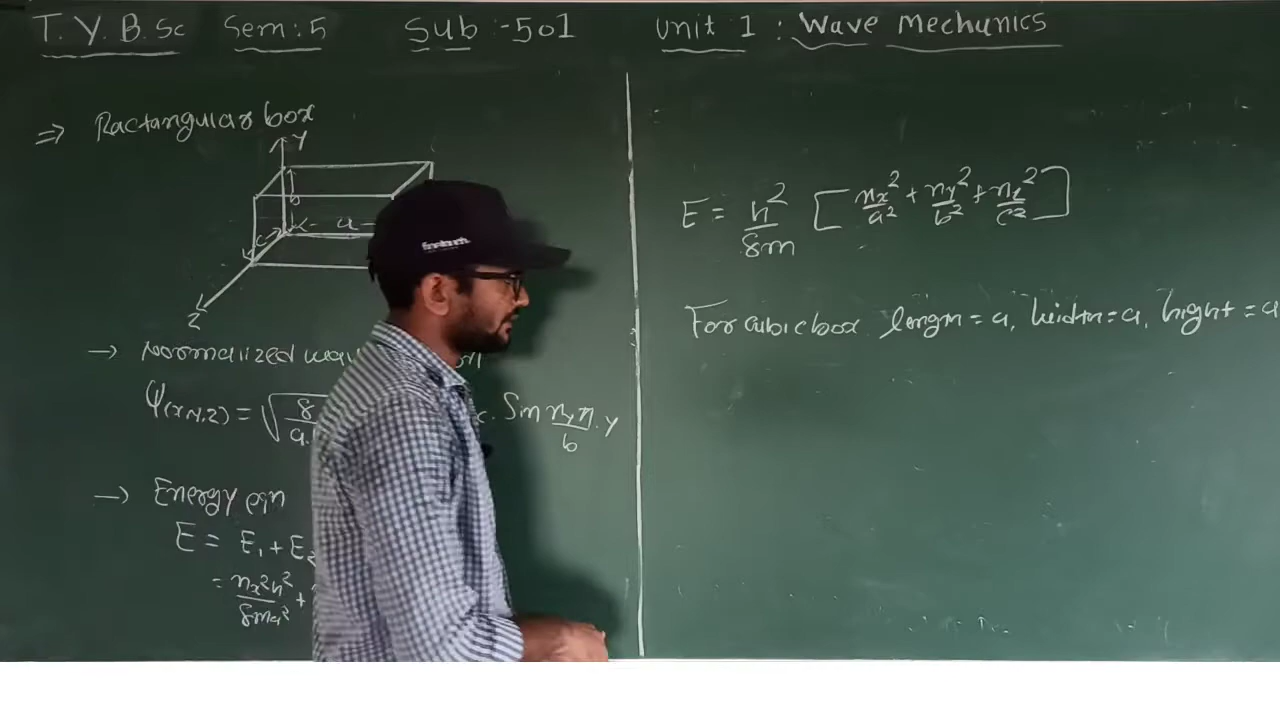 T.Y.B.Sc Sem:5 Sub:-501 Unit 1 : Wave Mechanics
⇒ Ractangular box
Y
b
a
c
Z
→ Normalized
ψ(x,y,z) = √8/a. Sin nyπ/b . y
→ Energy eqn
E = E₁ + E₂
= nx²h²/8ma² +
E = h²/8m [nx²/a² + ny²/b² + nz²/c²]
For cubic box length = a, width = a, hight = a